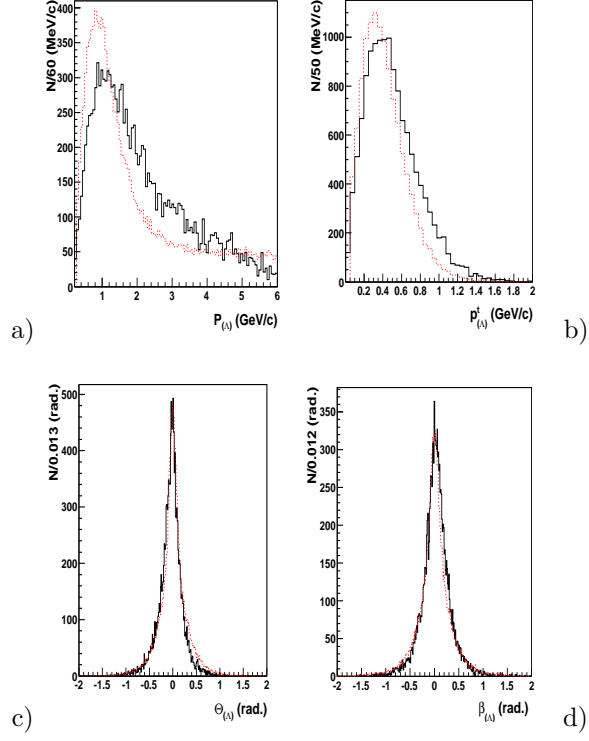 N/60 (MeV/c)
400
350
300
250
200
150
100
50
0
1 2 3 4 5 6
P(Λ) (GeV/c)
a)
N/50 (MeV/c)
1000
800
600
400
200
0
0.2 0.4 0.6 0.8 1 1.2 1.4 1.6 1.8 2
p^t(Λ) (GeV/c)
b)
N/0.013 (rad.)
500
400
300
200
100
0
-2 -1.5 -1 -0.5 0 0.5 1 1.5 2
Θ(Λ) (rad.)
c)
N/0.012 (rad.)
350
300
250
200
150
100
50
0
-2 -1.5 -1 -0.5 0 0.5 1 1.5 2
β(Λ) (rad.)
d)